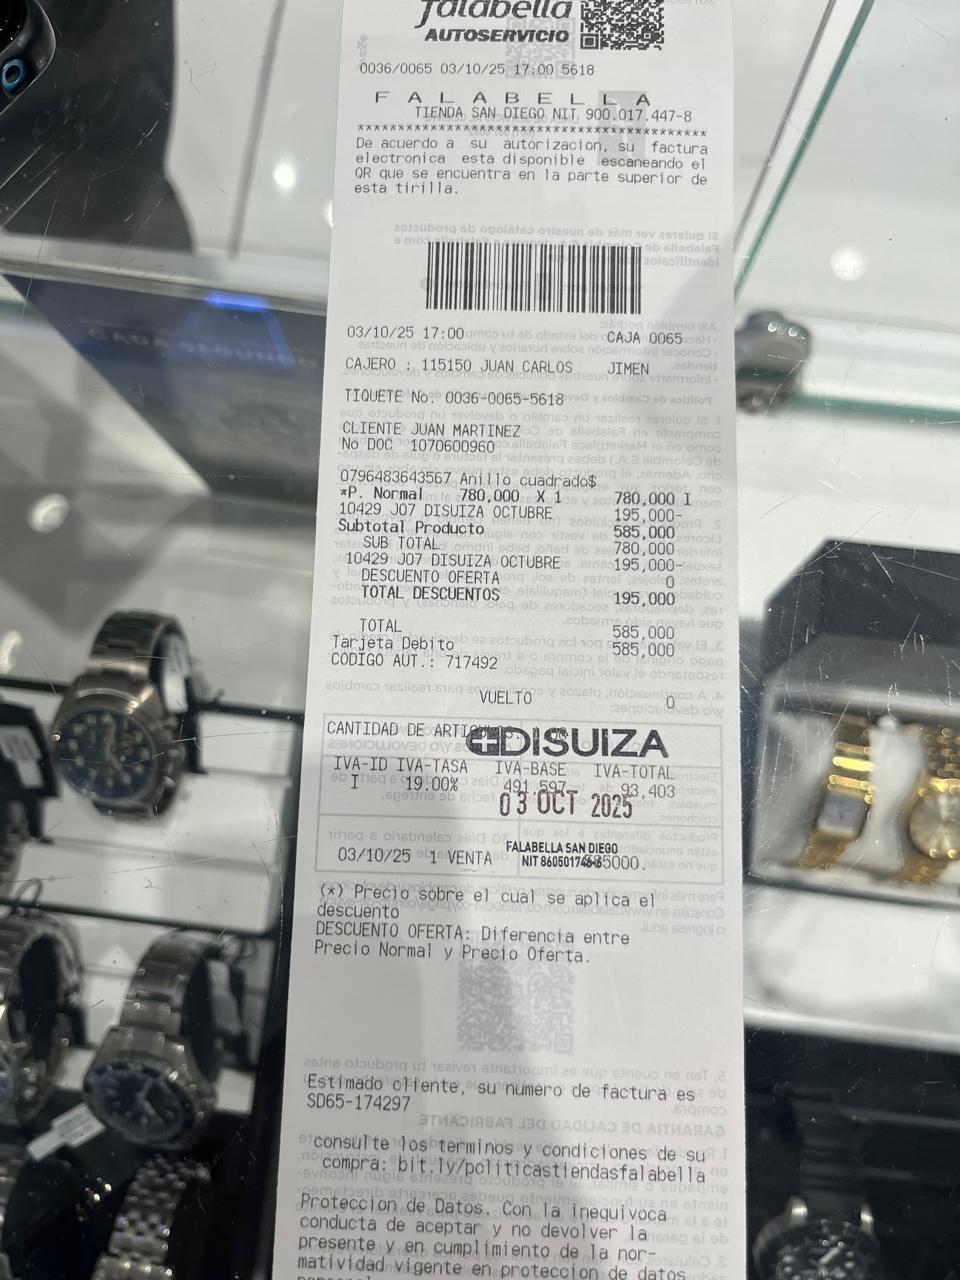 falabella
AUTOSERVICIO
0036/0065 03/10/25 17:00 5618
F A L A B E L L A
TIENDA SAN DIEGO NIT 900.017.447-8
******************************************
De acuerdo a su autorizacion, su factura
electronica esta disponible escaneando el
QR que se encuentra en la parte superior de
esta tirilla.
03/10/25 17:00 CAJA 0065
CAJERO : 115150 JUAN CARLOS JIMEN
TIQUETE No.: 0036-0065-5618
CLIENTE JUAN MARTINEZ
No DOC : 1070600960
0796483643567 Anillo cuadrado$
*P. Normal 780,000 X 1 780,000 I
10429 J07 DISUIZA OCTUBRE 195,000-
Subtotal Producto 585,000
SUB TOTAL 780,000
10429 J07 DISUIZA OCTUBRE 195,000-
DESCUENTO OFERTA 0
TOTAL DESCUENTOS 195,000
TOTAL 585,000
Tarjeta Debito 585,000
CODIGO AUT.: 717492
VUELTO 0
CANTIDAD DE ARTICULOS
DISUIZA
IVA-ID IVA-TASA IVA-BASE IVA-TOTAL
I 19.00% 491,597 93,403
03 OCT 2025
FALABELLA SAN DIEGO
03/10/25 1 VENTA
(*) Precio sobre el cual se aplica el
descuento
DESCUENTO OFERTA: Diferencia entre
Precio Normal y Precio Oferta.
Estimado cliente, su numero de factura es
SD65-174297
consulte los terminos y condiciones de su
compra: bit.ly/politicastiendasfalabella
Proteccion de Datos. Con la inequivoca
conducta de aceptar y no devolver la
presente y en cumplimiento de la nor-
matividad vigente en proteccion de datos